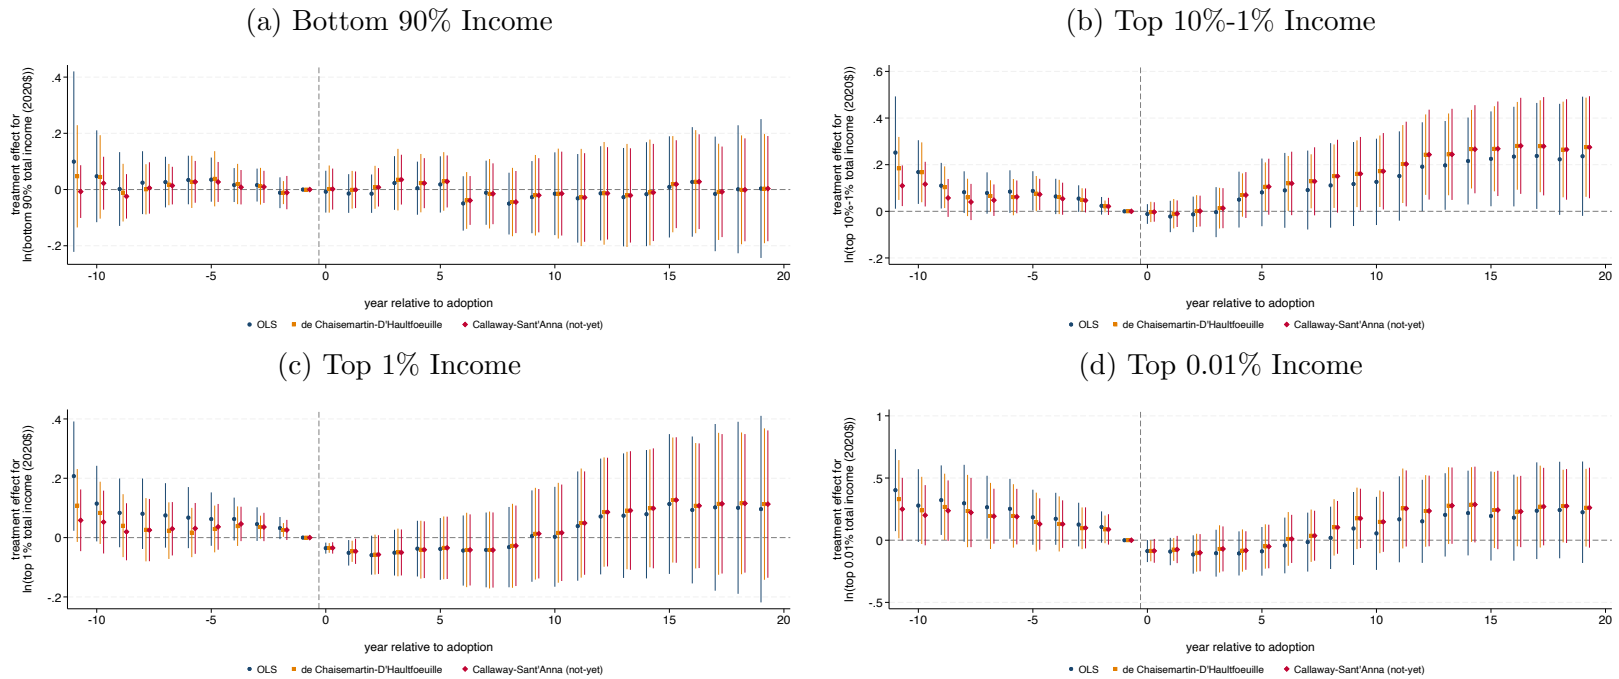 (a) Bottom 90% Income
treatment effect for
ln(bottom 90% total income (2020$))
.4
.2
0
-.2
-10 -5 0 5 10 15 20
year relative to adoption
OLS de Chaisemartin-D'Haultfoeuille Callaway-Sant'Anna (not-yet)
(b) Top 10%-1% Income
treatment effect for
ln(top 10%-1% total income (2020$))
.6
.4
.2
0
-.2
-10 -5 0 5 10 15 20
year relative to adoption
OLS de Chaisemartin-D'Haultfoeuille Callaway-Sant'Anna (not-yet)
(c) Top 1% Income
treatment effect for
ln(top 1% total income (2020$))
.4
.2
0
-.2
-10 -5 0 5 10 15 20
year relative to adoption
OLS de Chaisemartin-D'Haultfoeuille Callaway-Sant'Anna (not-yet)
(d) Top 0.01% Income
treatment effect for
ln(top 0.01% total income (2020$))
1
.5
0
-.5
-10 -5 0 5 10 15 20
year relative to adoption
OLS de Chaisemartin-D'Haultfoeuille Callaway-Sant'Anna (not-yet)